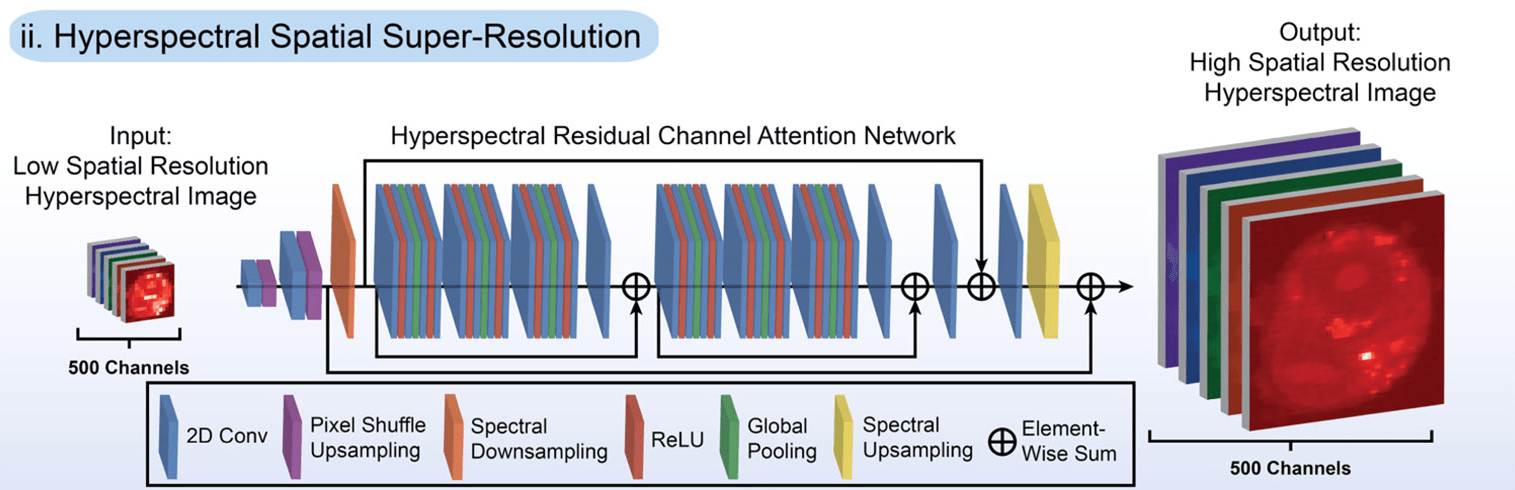 ii. Hyperspectral Spatial Super-Resolution
Input:
Low Spatial Resolution
Hyperspectral Image
500 Channels
Hyperspectral Residual Channel Attention Network
Output:
High Spatial Resolution
Hyperspectral Image
500 Channels
2D Conv
Pixel Shuffle
Upsampling
Spectral
Downsampling
ReLU
Global
Pooling
Spectral
Upsampling
Element-
Wise Sum